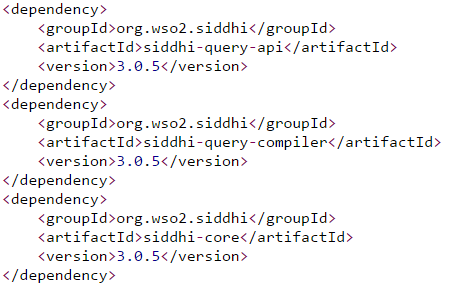 <dependency>
    <groupId>org.wso2.siddhi</groupId>
    <artifactId>siddhi-query-api</artifactId>
    <version>3.0.5</version>
</dependency>
<dependency>
    <groupId>org.wso2.siddhi</groupId>
    <artifactId>siddhi-query-compiler</artifactId>
    <version>3.0.5</version>
</dependency>
<dependency>
    <groupId>org.wso2.siddhi</groupId>
    <artifactId>siddhi-core</artifactId>
    <version>3.0.5</version>
</dependency>